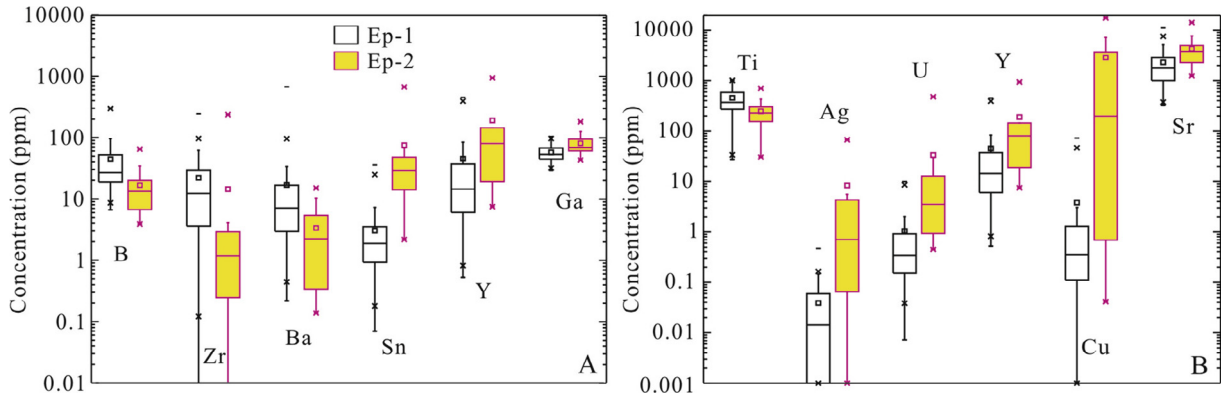 Concentration (ppm)
10000
1000
100
10
1
0.1
0.01
Ep-1
Ep-2
B
Zr
Ba
Sn
Y
Ga
A
Concentration (ppm)
10000
1000
100
10
1
0.1
0.01
0.001
Ti
Ag
U
Y
Cu
Sr
B